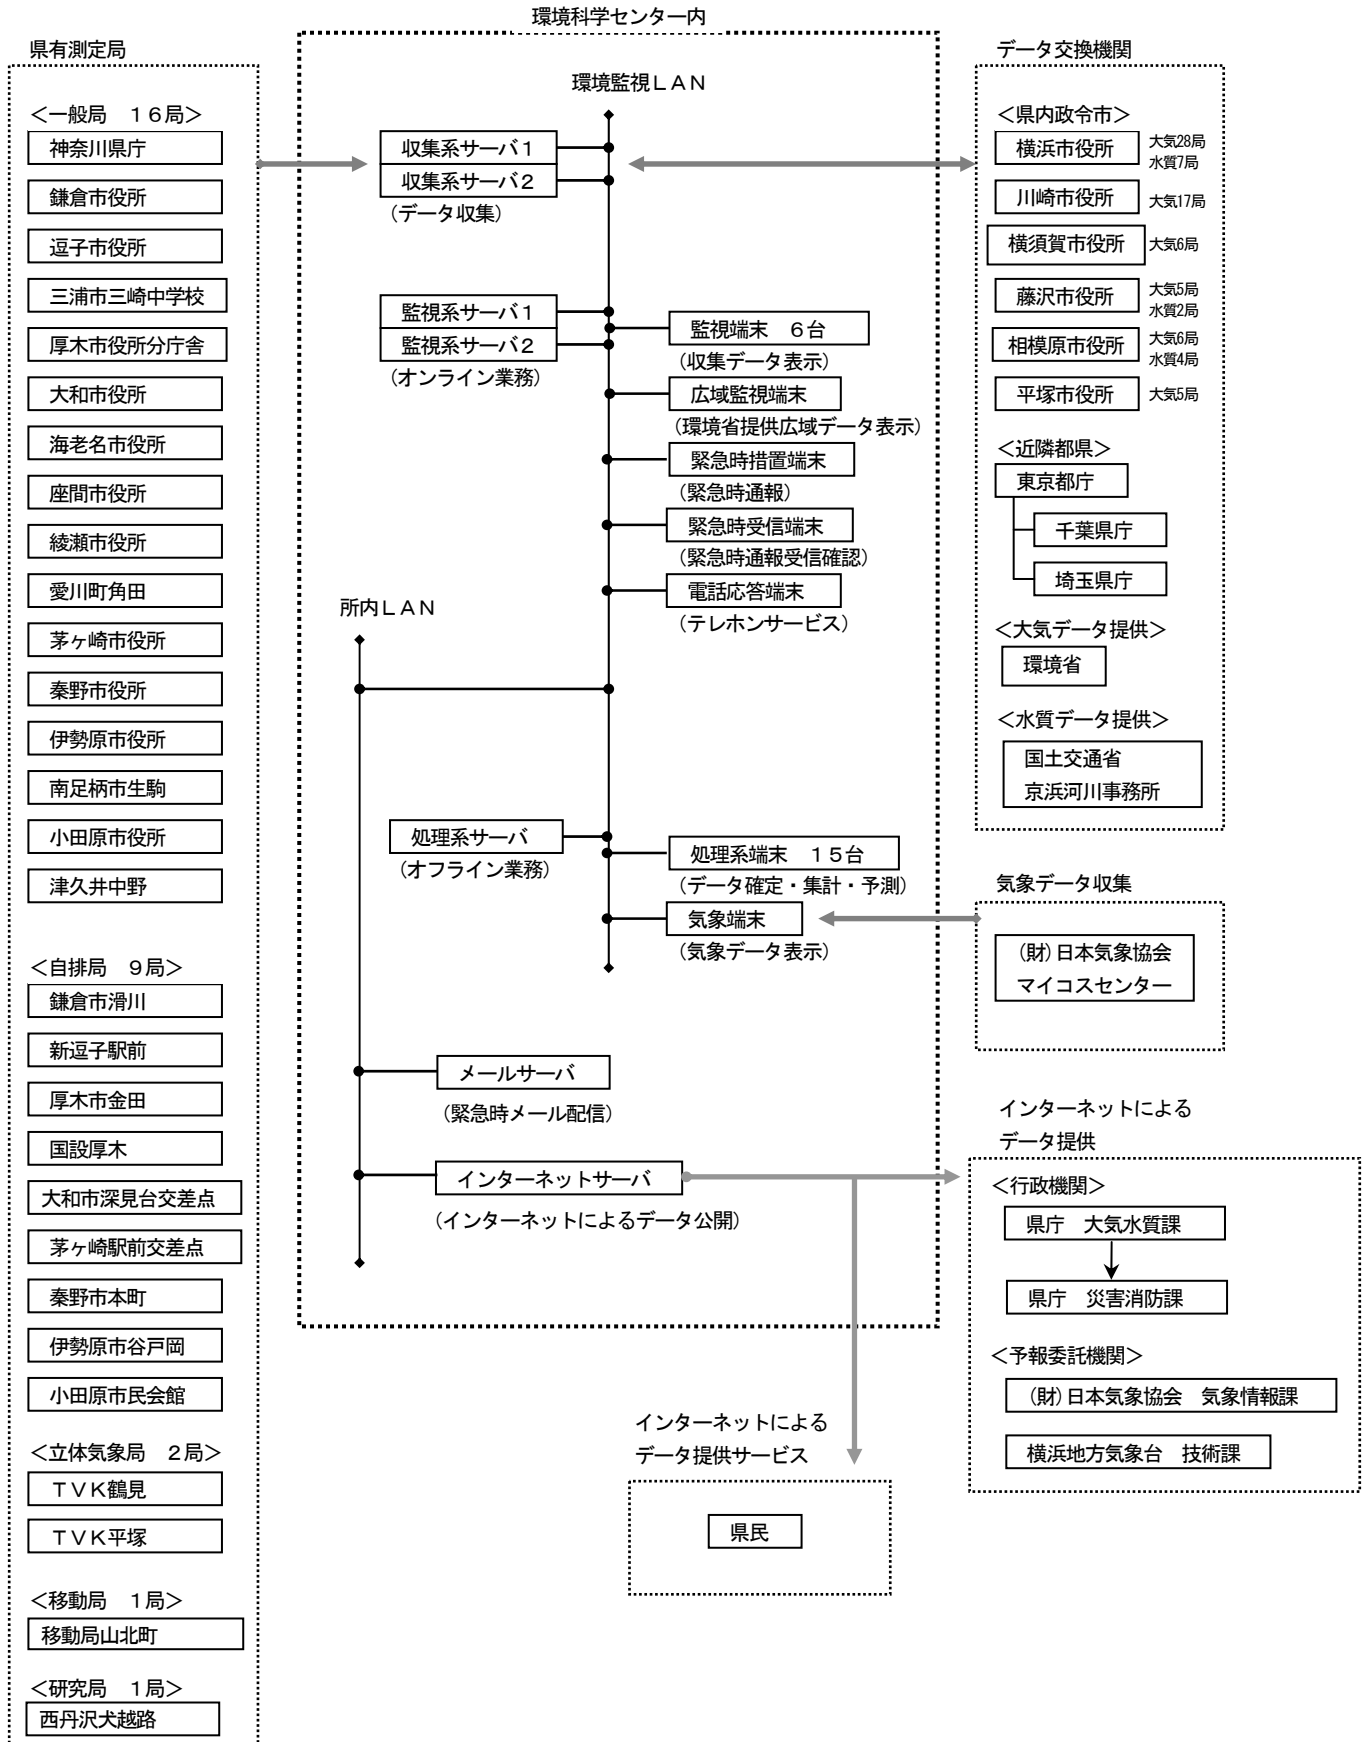 環境科学センター内
県有測定局
＜一般局　１６局＞
神奈川県庁
鎌倉市役所
逗子市役所
三浦市三崎中学校
厚木市役所分庁舎
大和市役所
海老名市役所
座間市役所
綾瀬市役所
愛川町角田
茅ヶ崎市役所
秦野市役所
伊勢原市役所
南足柄市生駒
小田原市役所
津久井中野
＜自排局　９局＞
鎌倉市滑川
新逗子駅前
厚木市金田
国設厚木
大和市深見台交差点
茅ヶ崎駅前交差点
秦野市本町
伊勢原市谷戸岡
小田原市民会館
＜立体気象局　２局＞
ＴＶＫ鶴見
ＴＶＫ平塚
＜移動局　１局＞
移動局山北町
＜研究局　１局＞
西丹沢犬越路
環境監視ＬＡＮ
収集系サーバ１
収集系サーバ２
（データ収集）
監視系サーバ１
監視系サーバ２
（オンライン業務）
監視端末　６台
（収集データ表示）
広域監視端末
（環境省提供広域データ表示）
緊急時措置端末
（緊急時通報）
緊急時受信端末
（緊急時通報受信確認）
電話応答端末
（テレホンサービス）
所内ＬＡＮ
処理系サーバ
（オフライン業務）
処理系端末　１５台
（データ確定・集計・予測）
気象端末
（気象データ表示）
メールサーバ
（緊急時メール配信）
インターネットサーバ
（インターネットによるデータ公開）
データ交換機関
＜県内政令市＞
横浜市役所
大気28局
水質7局
川崎市役所
大気17局
横須賀市役所
大気6局
藤沢市役所
大気5局
水質2局
相模原市役所
大気6局
水質4局
平塚市役所
大気5局
＜近隣都県＞
東京都庁
千葉県庁
埼玉県庁
＜大気データ提供＞
環境省
＜水質データ提供＞
国土交通省
京浜河川事務所
気象データ収集
（財）日本気象協会
マイコスセンター
インターネットによる
データ提供
＜行政機関＞
県庁　大気水質課
県庁　災害消防課
＜予報委託機関＞
（財）日本気象協会　気象情報課
横浜地方気象台　技術課
インターネットによる
データ提供サービス
県民